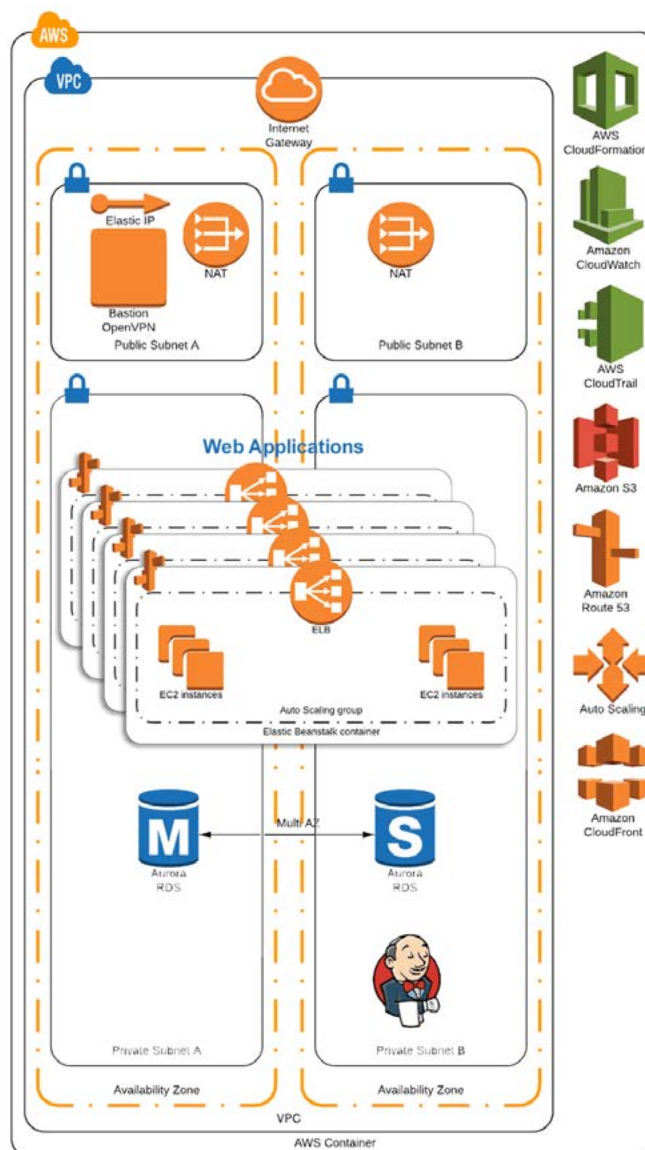 AWS
VPC
Internet
Gateway
Elastic IP
NAT
Bastion
OpenVPN
Public Subnet A
NAT
Public Subnet B
Web Applications
ELB
EC2 instances
EC2 instances
Auto Scaling group
Elastic Beanstalk container
M
Multi AZ
S
Aurora
RDS
Aurora
RDS
Private Subnet A
Private Subnet B
Availability Zone
Availability Zone
VPC
AWS Container
AWS
CloudFormation
Amazon
CloudWatch
AWS
CloudTrail
Amazon S3
Amazon
Route 53
Auto Scaling
Amazon
CloudFront